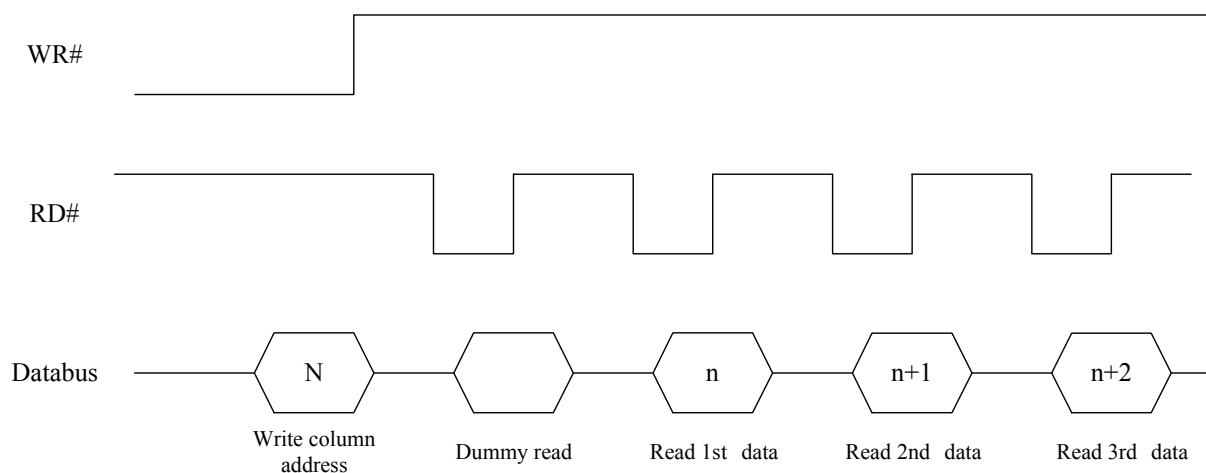 WR#
RD#
Databus
N
n
n+1
n+2
Write column
address
Dummy read
Read 1st data
Read 2nd data
Read 3rd data